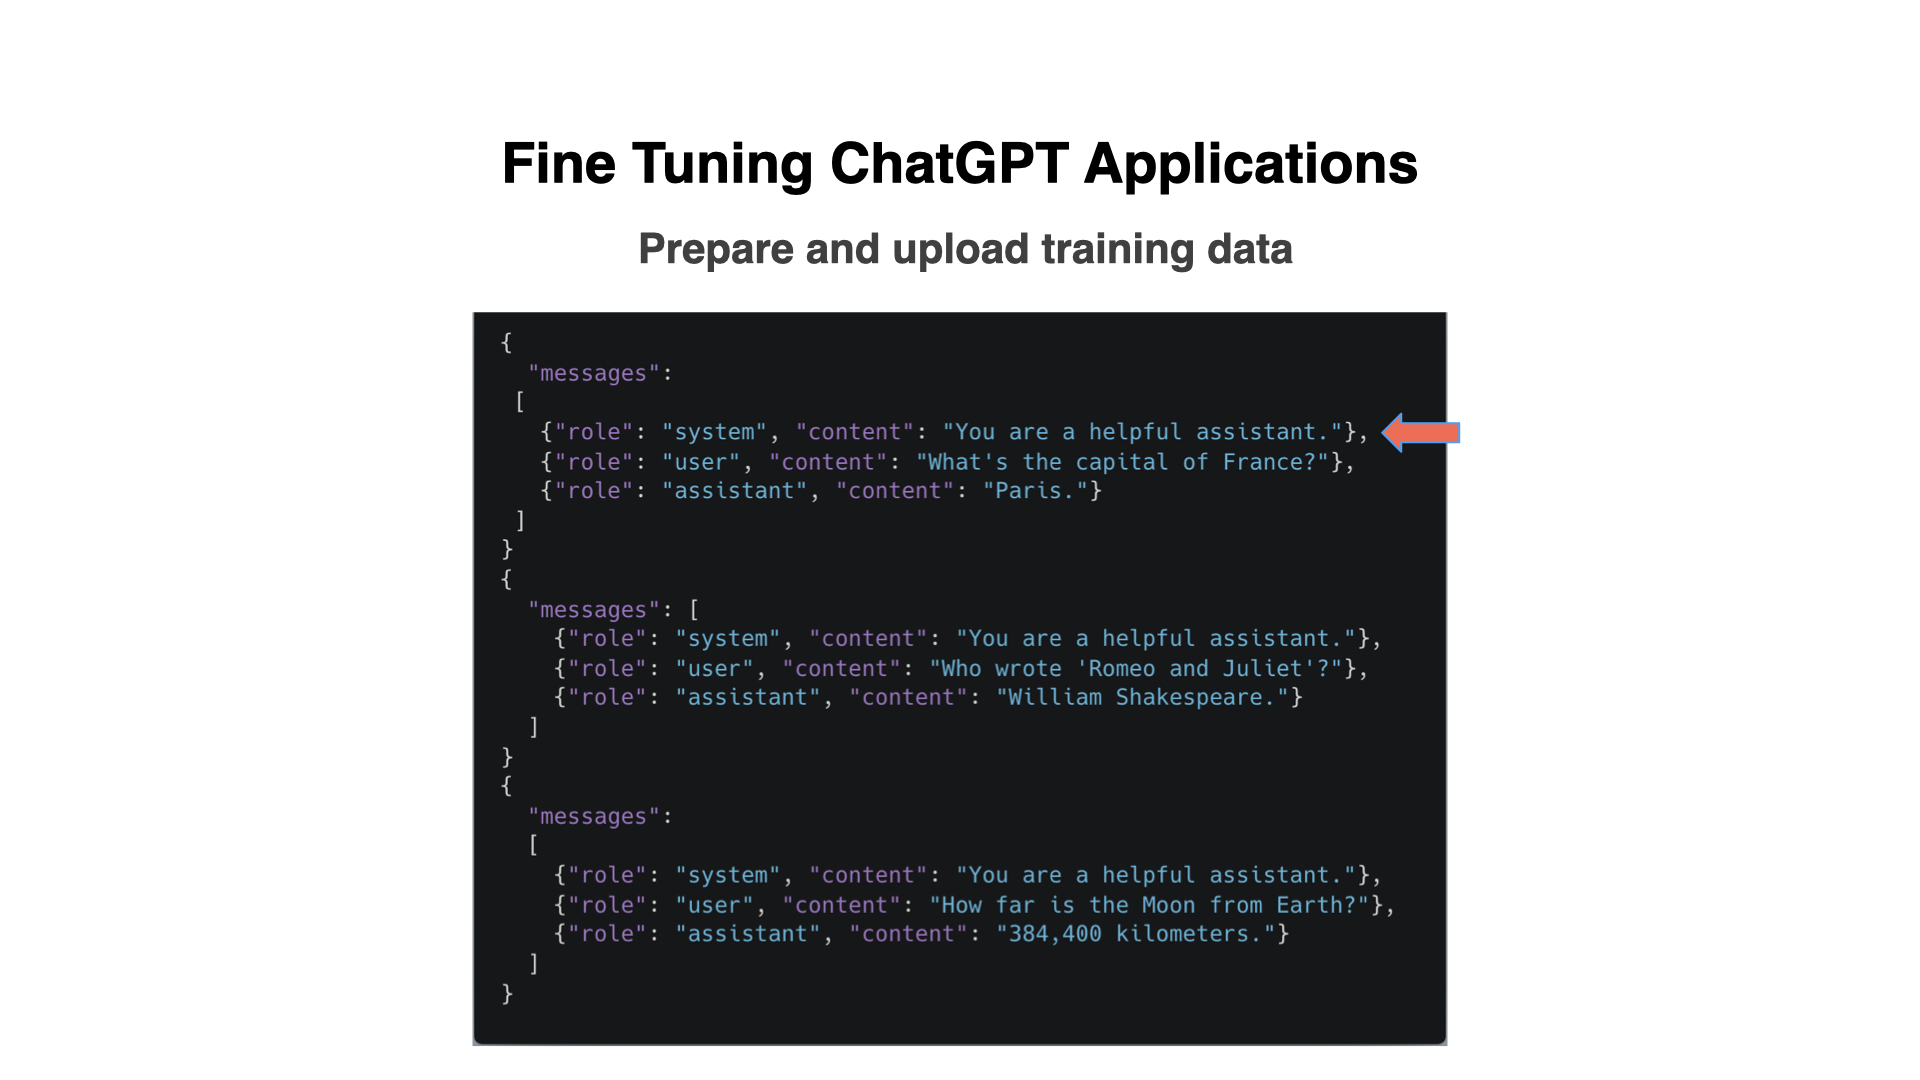 Fine Tuning ChatGPT Applications
Prepare and upload training data
{
  "messages":
 [
   {"role": "system", "content": "You are a helpful assistant."},
   {"role": "user", "content": "What's the capital of France?"},
   {"role": "assistant", "content": "Paris."}
 ]
}
{
  "messages": [
    {"role": "system", "content": "You are a helpful assistant."},
    {"role": "user", "content": "Who wrote 'Romeo and Juliet'?"},
    {"role": "assistant", "content": "William Shakespeare."}
  ]
}
{
  "messages":
  [
    {"role": "system", "content": "You are a helpful assistant."},
    {"role": "user", "content": "How far is the Moon from Earth?"},
    {"role": "assistant", "content": "384,400 kilometers."}
  ]
}